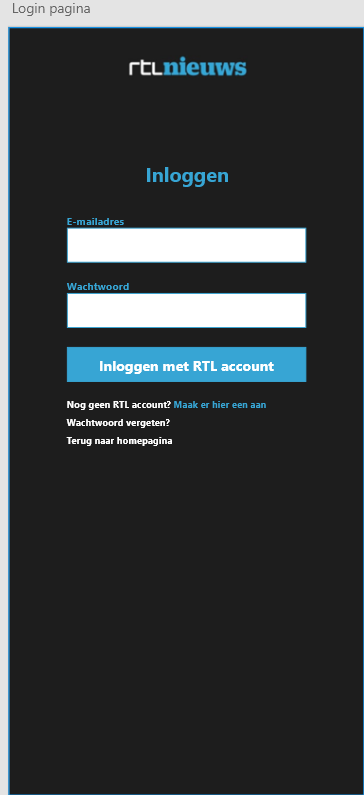 Login pagina
rtlnieuws
Inloggen
E-mailadres
Wachtwoord
Inloggen met RTL account
Nog geen RTL account? Maak er hier een aan
Wachtwoord vergeten?
Terug naar homepagina